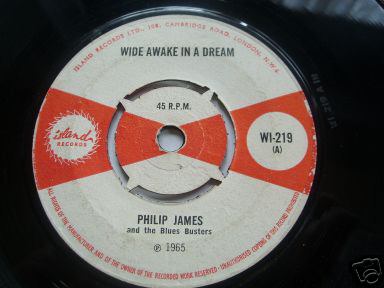 WIDE AWAKE IN A DREAM
ISLAND RECORDS LTD., 108, CAMBRIDGE ROAD, LONDON, N.W.6
45 R.P.M.
island
RECORDS
WI-219
(A)
PHILIP JAMES
and the Blues Busters
℗ 1965
ALL RIGHTS OF THE MANUFACTURER AND OF THE OWNER OF THE RECORDED WORK RESERVED · UNAUTHORISED COPYING OF THIS RECORD PROHIBITED
WI 219 A